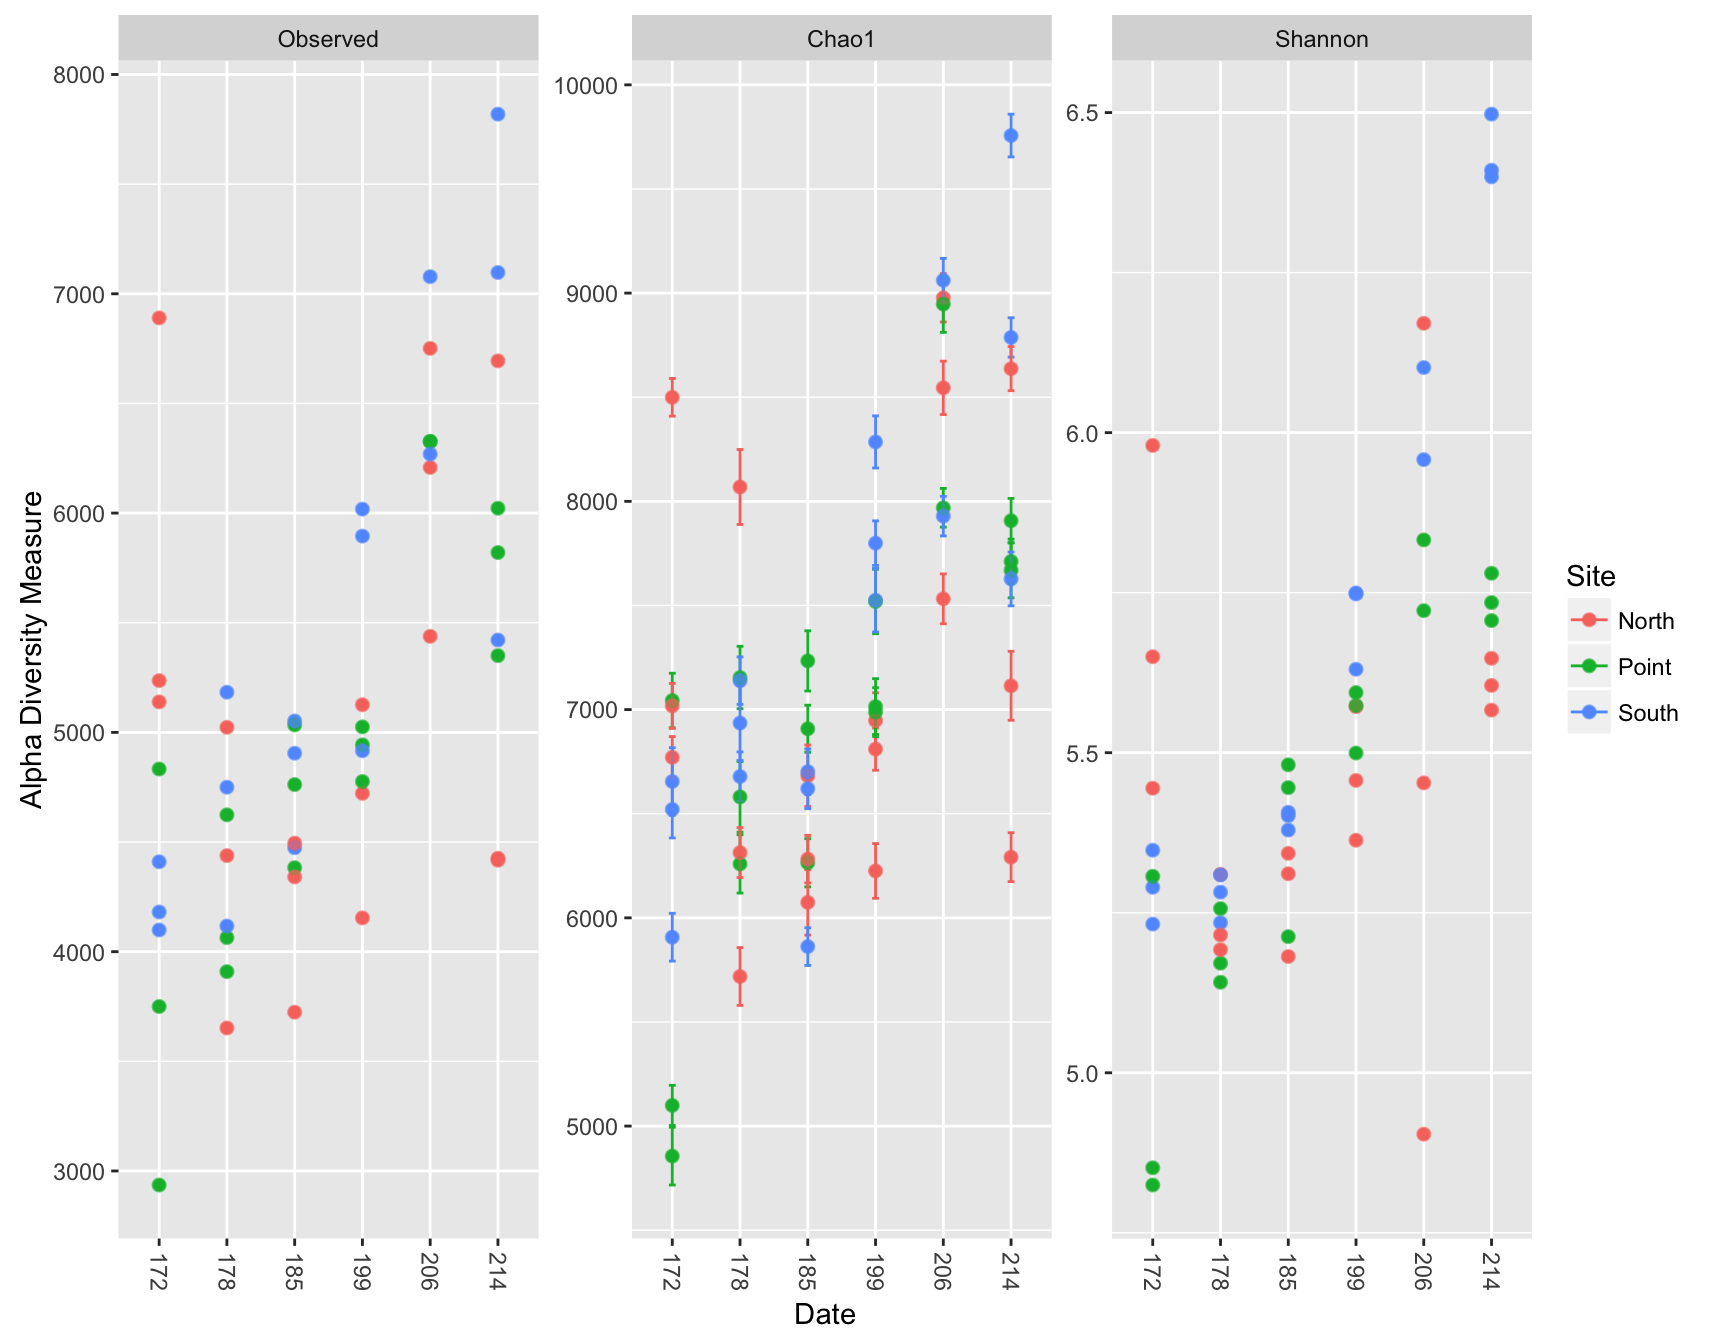 Observed
Chao1
Shannon
Alpha Diversity Measure
8000
7000
6000
5000
4000
3000
10000
9000
8000
7000
6000
5000
6.5
6.0
5.5
5.0
172 178 185 199 206 214
172 178 185 199 206 214
172 178 185 199 206 214
Date
Site
North
Point
South